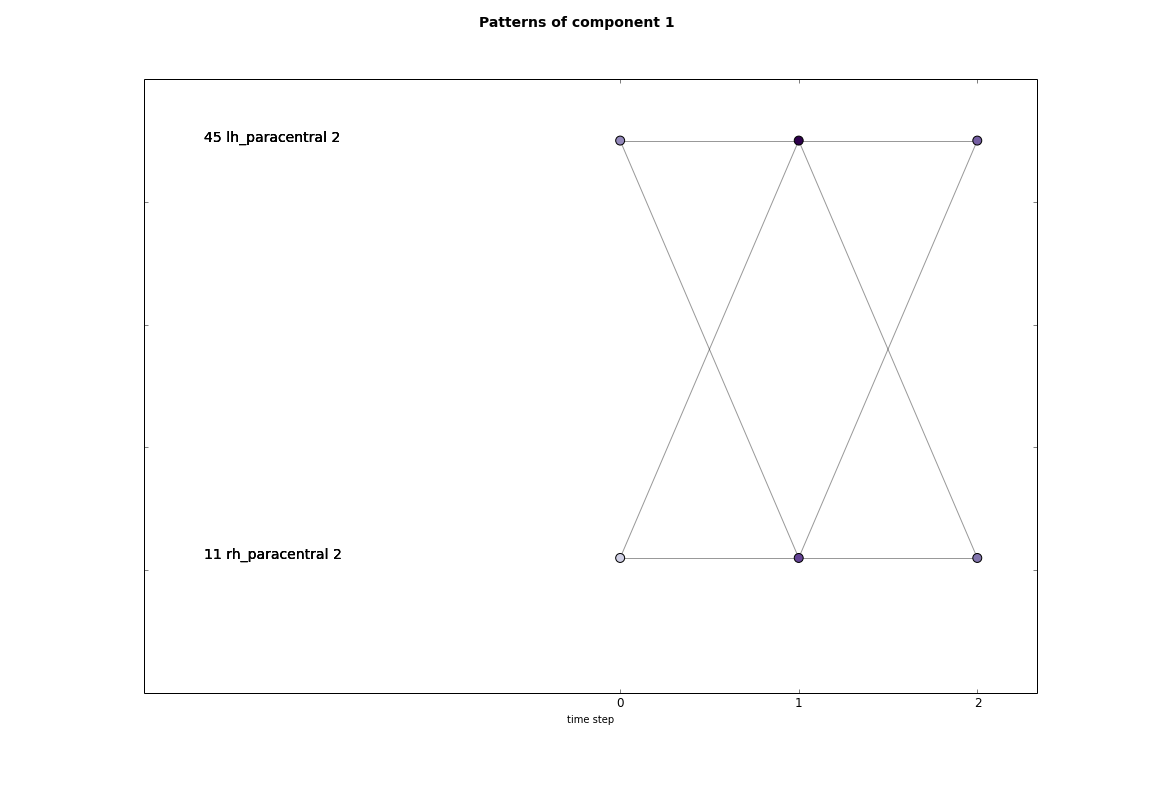 Patterns of component 1
45 lh_paracentral 2
11 rh_paracentral 2
0 1 2
time step